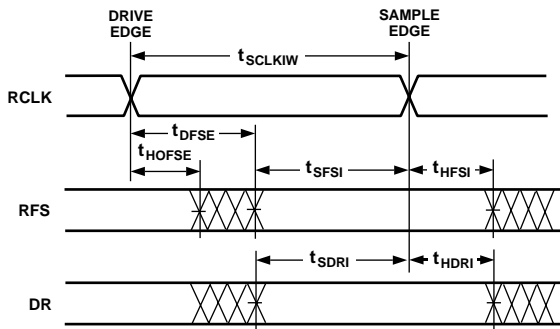 DRIVE
EDGE
SAMPLE
EDGE
tSCLKIW
RCLK
tDFSE
tHOFSE
tSFSI
tHFSI
RFS
tSDRI
tHDRI
DR